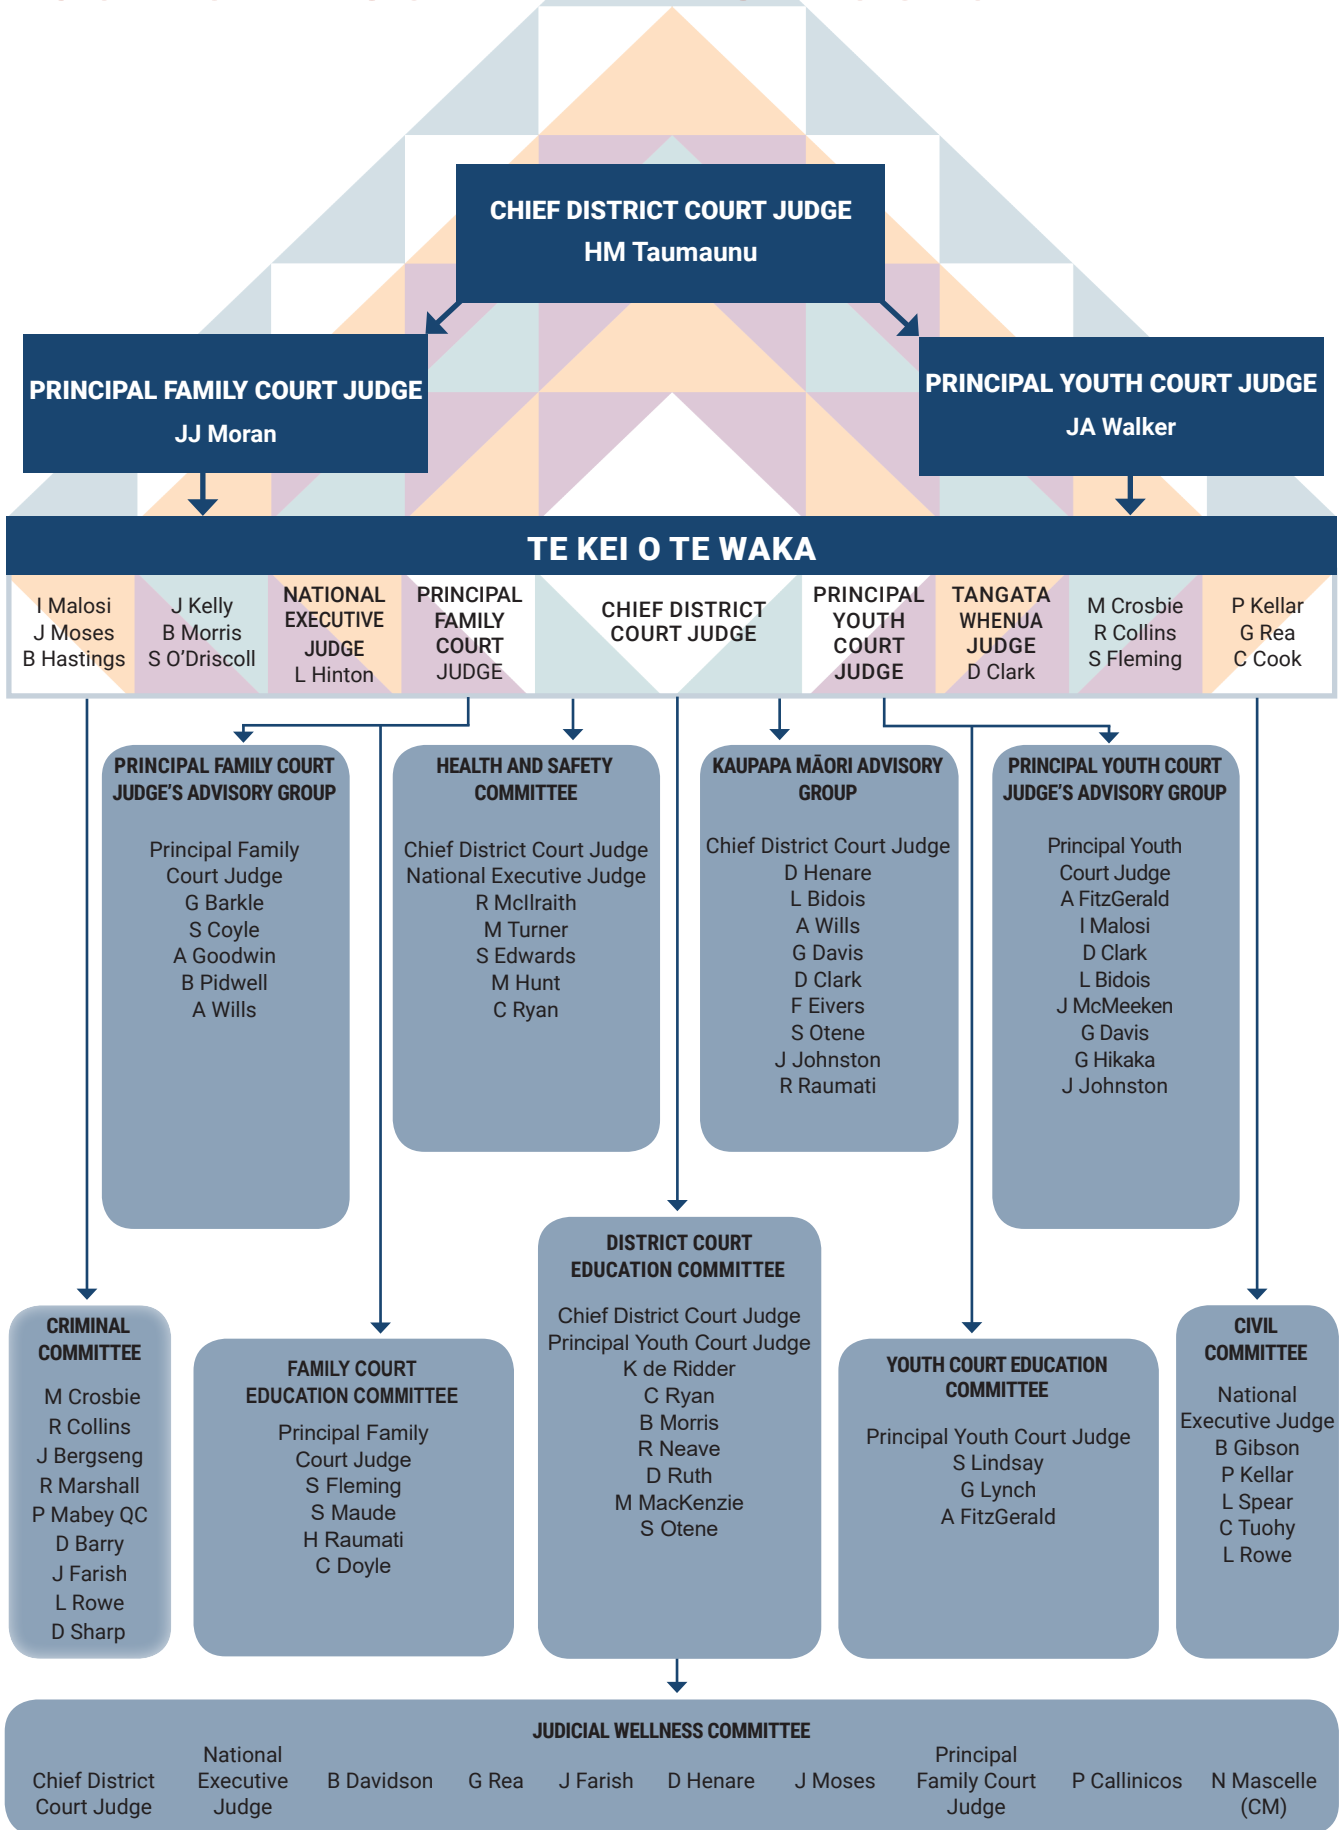 CHIEF DISTRICT COURT JUDGE
HM Taumaunu
PRINCIPAL FAMILY COURT JUDGE
JJ Moran
PRINCIPAL YOUTH COURT JUDGE
JA Walker
TE KEI O TE WAKA
I Malosi
J Moses
B Hastings
J Kelly
B Morris
S O’Driscoll
NATIONAL
EXECUTIVE
JUDGE
L Hinton
PRINCIPAL
FAMILY
COURT
JUDGE
CHIEF DISTRICT
COURT JUDGE
PRINCIPAL
YOUTH
COURT
JUDGE
TANGATA
WHENUA
JUDGE
D Clark
M Crosbie
R Collins
S Fleming
P Kellar
G Rea
C Cook
PRINCIPAL FAMILY COURT
JUDGE’S ADVISORY GROUP
Principal Family
Court Judge
G Barkle
S Coyle
A Goodwin
B Pidwell
A Wills
HEALTH AND SAFETY
COMMITTEE
Chief District Court Judge
National Executive Judge
R McIlraith
M Turner
S Edwards
M Hunt
C Ryan
KAUPAPA MĀORI ADVISORY
GROUP
Chief District Court Judge
D Henare
L Bidois
A Wills
G Davis
D Clark
F Eivers
S Otene
J Johnston
R Raumati
PRINCIPAL YOUTH COURT
JUDGE’S ADVISORY GROUP
Principal Youth
Court Judge
A FitzGerald
I Malosi
D Clark
L Bidois
J McMeeken
G Davis
G Hikaka
J Johnston
CRIMINAL
COMMITTEE
M Crosbie
R Collins
J Bergseng
R Marshall
P Mabey QC
D Barry
J Farish
L Rowe
D Sharp
FAMILY COURT
EDUCATION COMMITTEE
Principal Family
Court Judge
S Fleming
S Maude
H Raumati
C Doyle
DISTRICT COURT
EDUCATION COMMITTEE
Chief District Court Judge
Principal Youth Court Judge
K de Ridder
C Ryan
B Morris
R Neave
D Ruth
M MacKenzie
S Otene
YOUTH COURT EDUCATION
COMMITTEE
Principal Youth Court Judge
S Lindsay
G Lynch
A FitzGerald
CIVIL
COMMITTEE
National
Executive Judge
B Gibson
P Kellar
L Spear
C Tuohy
L Rowe
JUDICIAL WELLNESS COMMITTEE
Chief District
Court Judge
National
Executive
Judge
B Davidson
G Rea
J Farish
D Henare
J Moses
Principal
Family Court
Judge
P Callinicos
N Mascelle
(CM)